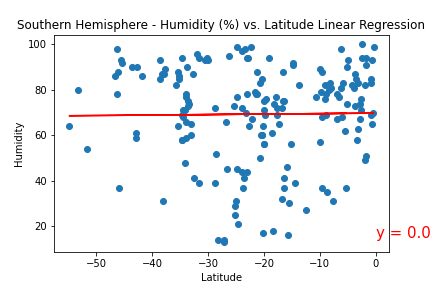 Southern Hemisphere - Humidity (%) vs. Latitude Linear Regression
100
80
60
40
20
Humidity
y = 0.0
−50
−40
−30
−20
−10
0
Latitude